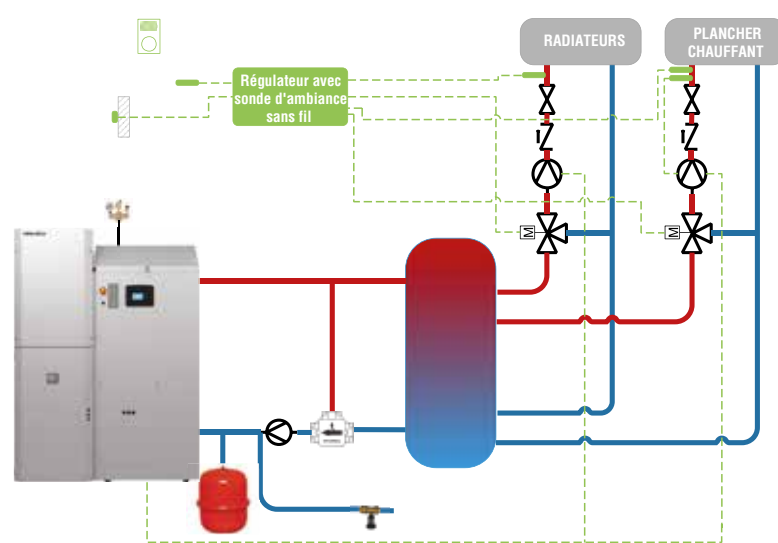 RADIATEURS
PLANCHER
CHAUFFANT
Régulateur avec
sonde d'ambiance
sans fil
M
M